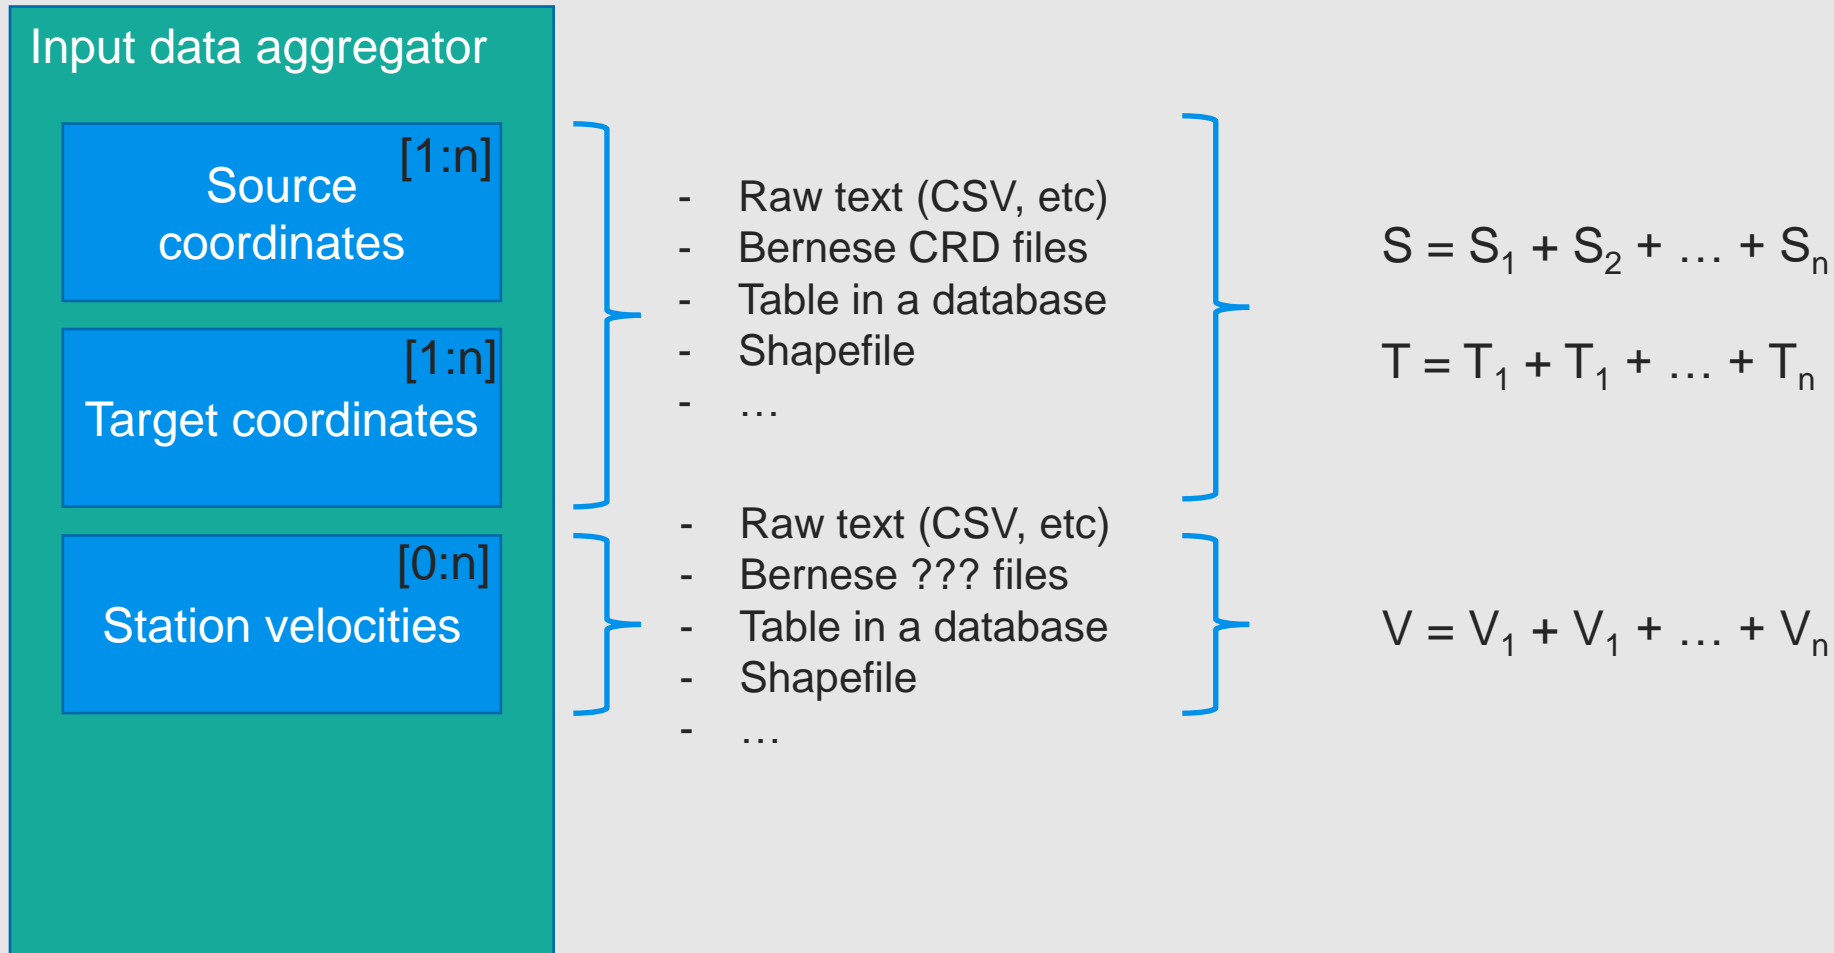 Input data aggregator
[1:n]
Source
coordinates
[1:n]
Target coordinates
[0:n]
Station velocities
- Raw text (CSV, etc)
- Bernese CRD files
- Table in a database
- Shapefile
- …
- Raw text (CSV, etc)
- Bernese ??? files
- Table in a database
- Shapefile
- …
S = S₁ + S₂ + … + Sₙ
T = T₁ + T₁ + … + Tₙ
V = V₁ + V₁ + … + Vₙ